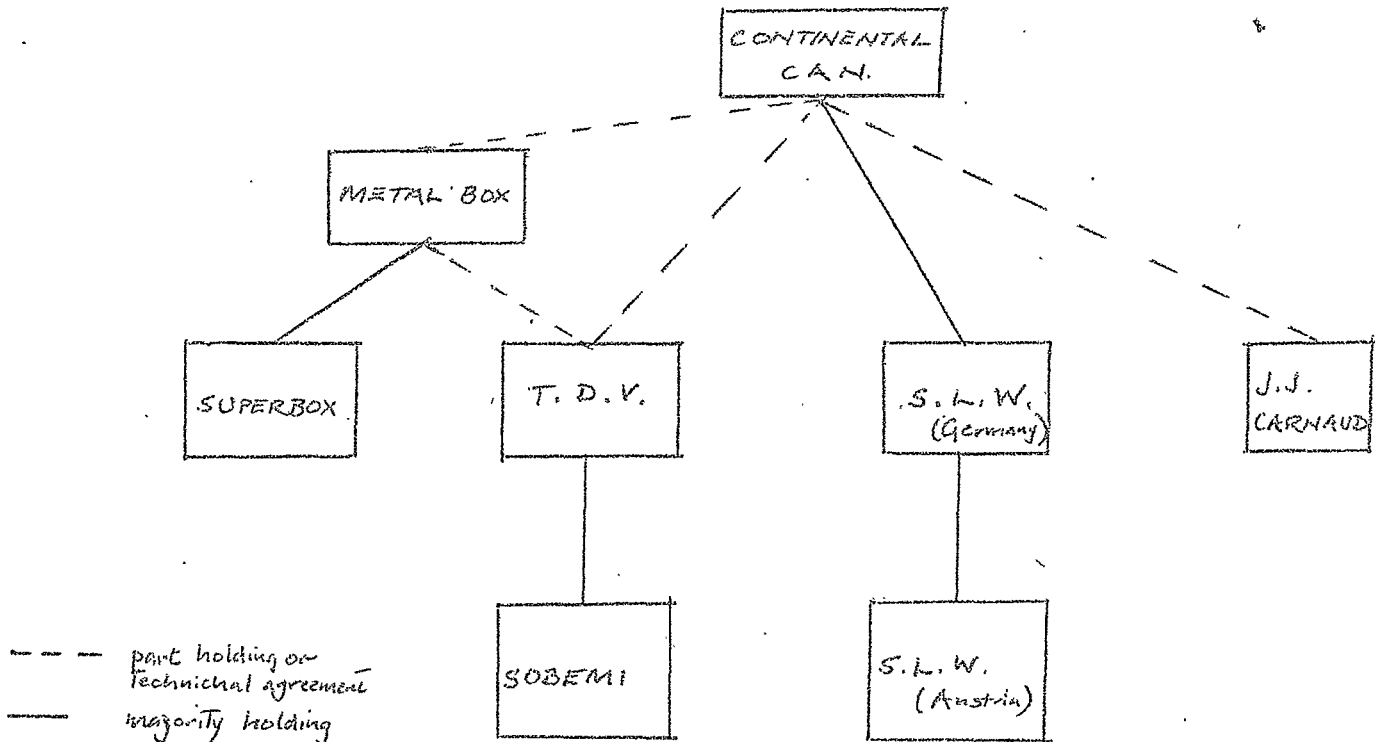 CONTINENTAL
CAN.
METAL BOX
SUPERBOX
T. D. V.
S. L. W.
(Germany)
J. J.
CARNAUD
SOBEMI
S. L. W.
(Austria)
part holding or
Technichal agreement
majority holding